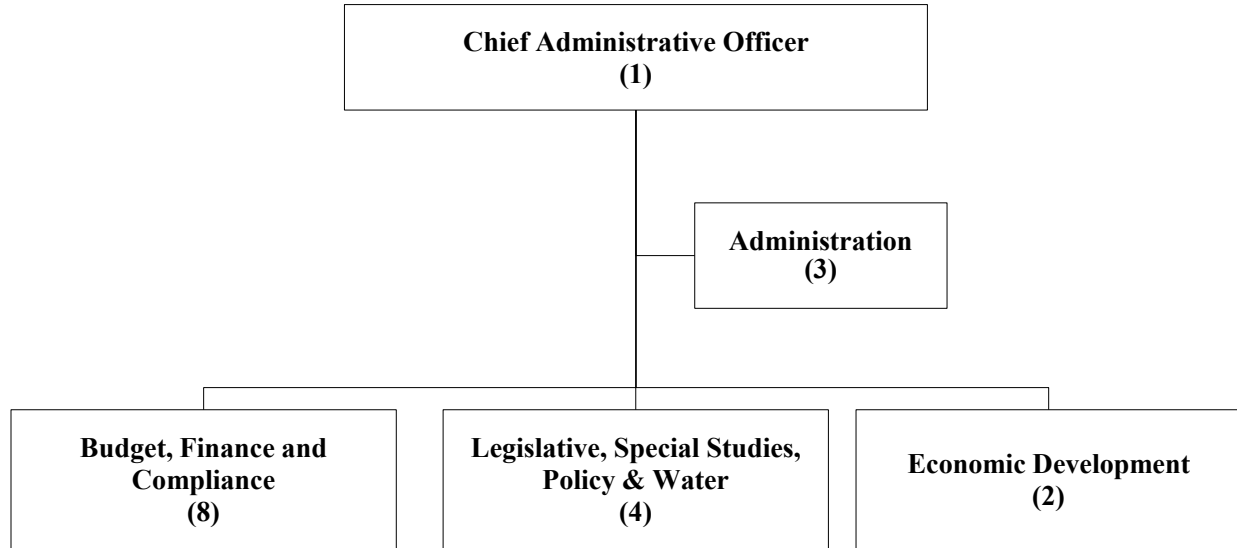 Chief Administrative Officer
(1)
Administration
(3)
Budget, Finance and
Compliance
(8)
Legislative, Special Studies,
Policy & Water
(4)
Economic Development
(2)